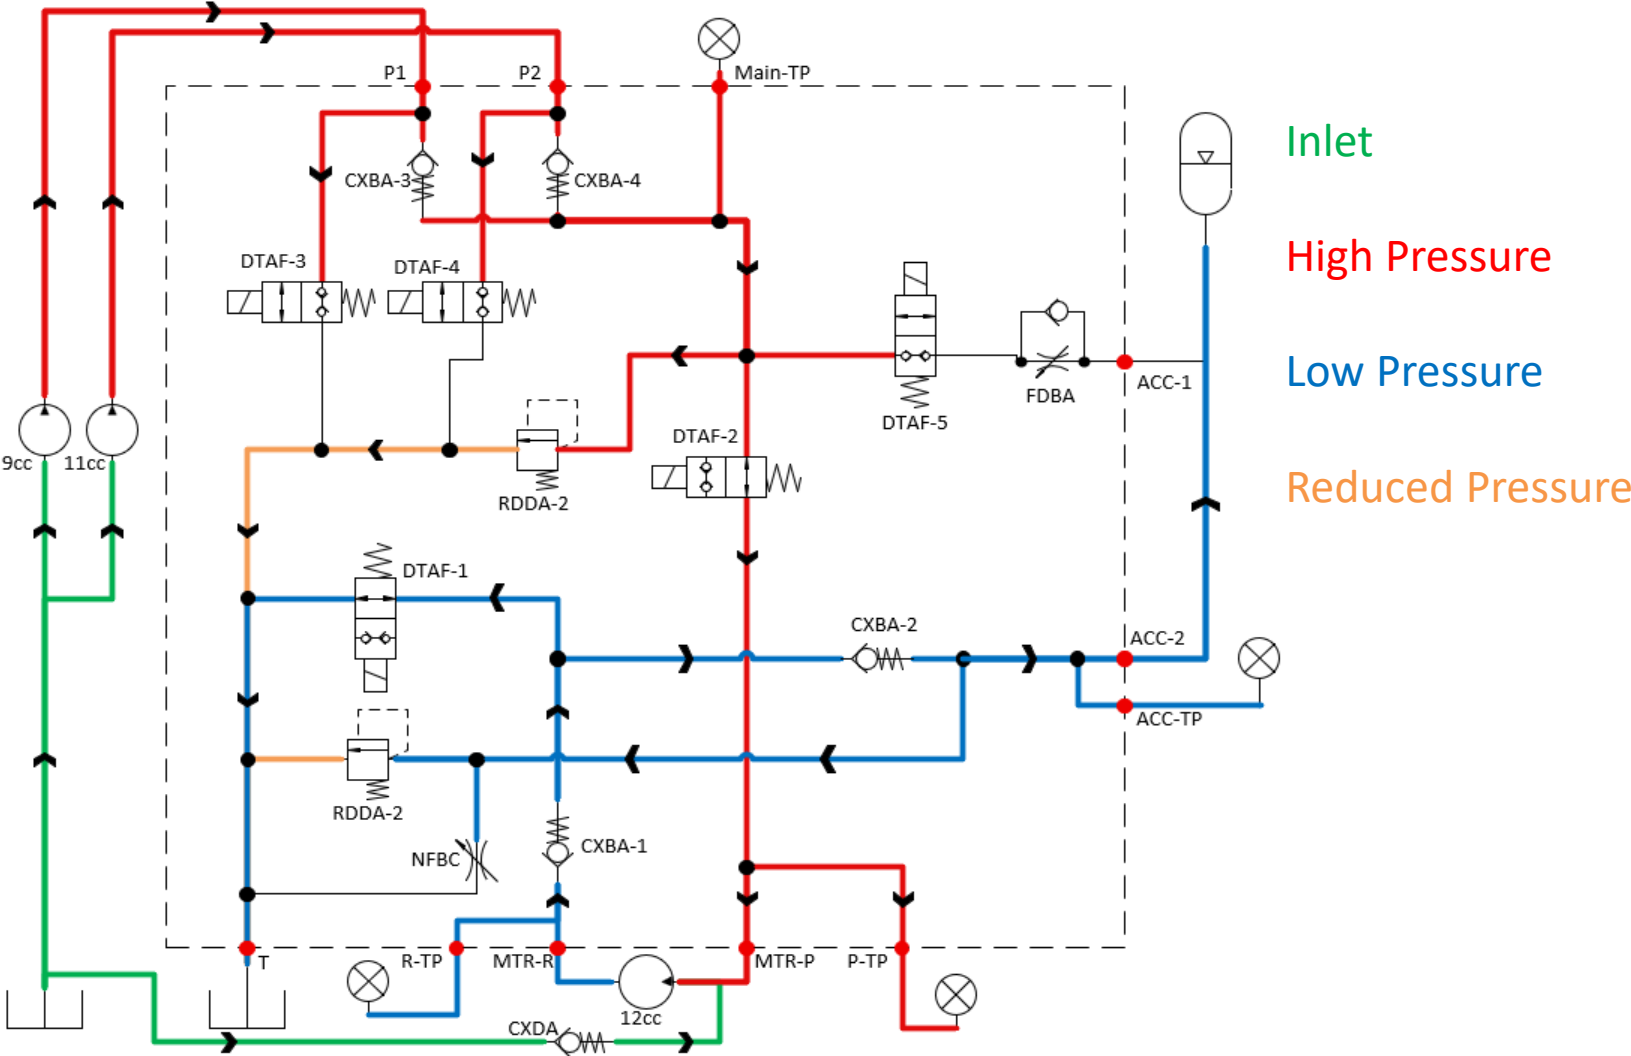 P1
P2
Main-TP
CXBA-3
CXBA-4
Inlet
High Pressure
Low Pressure
Reduced Pressure
DTAF-3
DTAF-4
DTAF-5
FDBA
ACC-1
9cc
11cc
DTAF-2
RDDA-2
DTAF-1
CXBA-2
ACC-2
ACC-TP
RDDA-2
NFBC
CXBA-1
T
R-TP
MTR-R
MTR-P
P-TP
12cc
CXDA